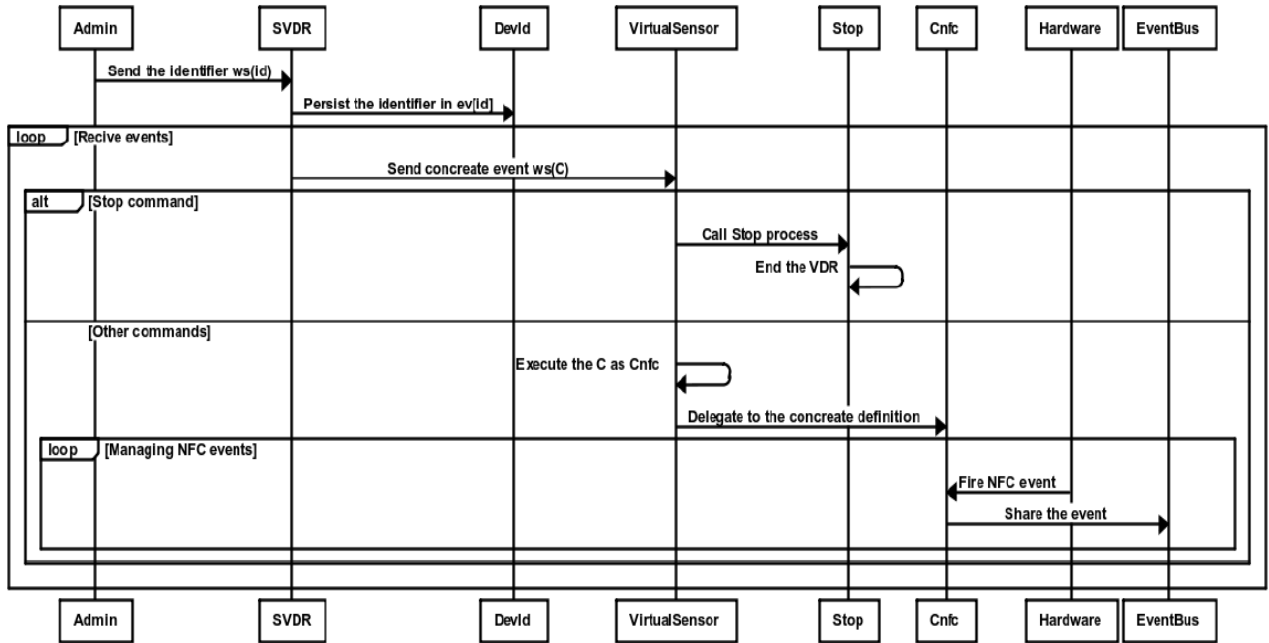 Admin SVDR DevId VirtualSensor Stop Cnfc Hardware EventBus
Send the identifier ws(id)
Persist the identifier in ev[id]
loop [Recive events]
Send concreate event ws(C)
alt [Stop command]
Call Stop process
End the VDR
[Other commands]
Execute the C as Cnfc
Delegate to the concreate definition
loop [Managing NFC events]
Fire NFC event
Share the event
Admin SVDR DevId VirtualSensor Stop Cnfc Hardware EventBus